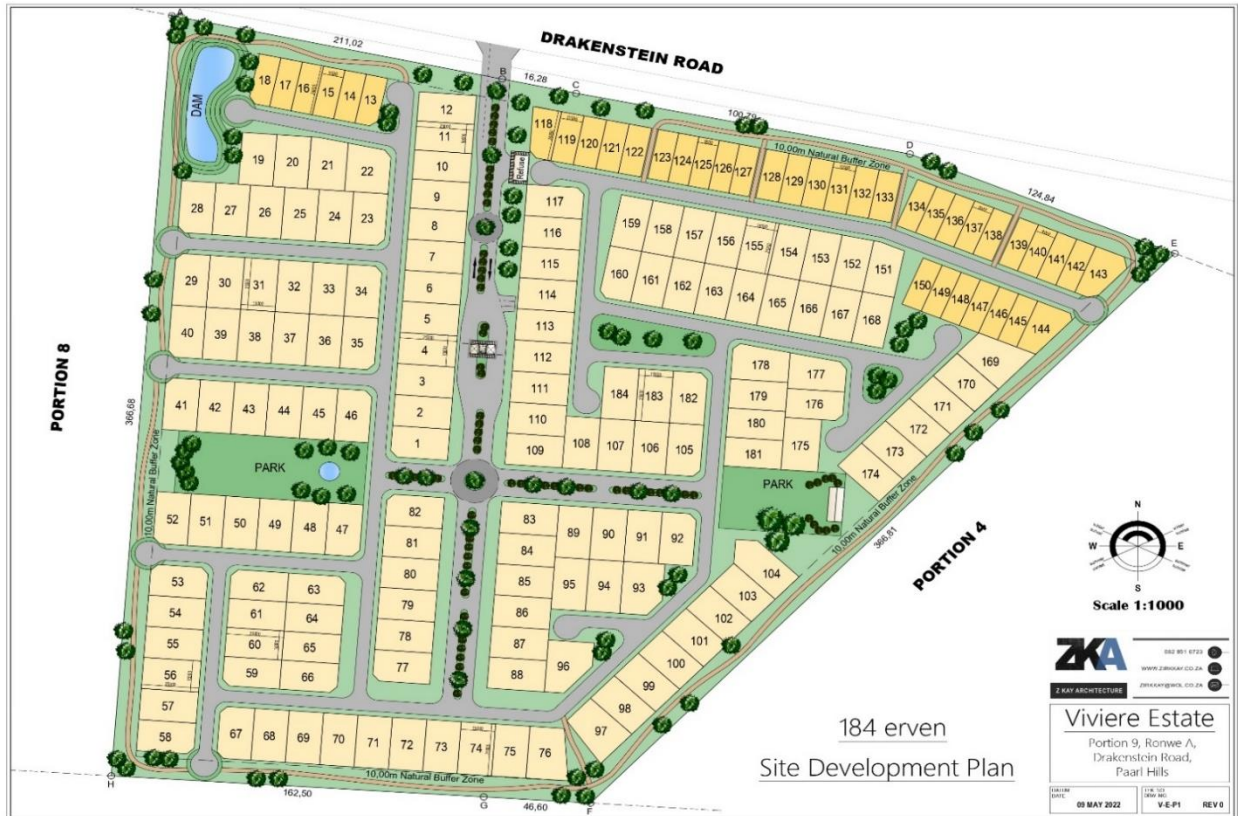 A
211,02
B
16,28
DRAKENSTEIN ROAD
C
100,79
D
124,84
E
DAM
18 17 16 15 14 13
12
11
10
9
8
7
6
5
4
3
2
1
Refuse
10,00m Natural Buffer Zone
118 119 120 121 122
123 124 125 126 127
128 129 130 131 132 133
134 135 136 137 138
139 140 141 142 143
19 20 21 22
28 27 26 25 24 23
29 30 31 32 33 34
40 39 38 37 36 35
41 42 43 44 45 46
117
116
115
114
113
112
111
110
109
159 158 157 156 155 154 153 152 151
160 161 162 163 164 165 166 167 168
150 149 148 147 146 145 144
169
170
171
172
173
174
178
179
180
181
177
176
175
184 183 182
108 107 106 105
PORTION 8
366,68
10,00m Natural Buffer Zone
PARK
PARK
52 51 50 49 48 47
53
54
55
56
57
58
62 63
61 64
60 65
59 66
82
81
80
79
78
77
83
84
85
86
87
88
89 90 91 92
95 94 93
96
104
103
102
101
100
99
98
97
10,00m Natural Buffer Zone
366,81
PORTION 4
67 68 69 70 71 72 73 74 75 76
10,00m Natural Buffer Zone
H
162,50
G
46,60
F
N
W E
S
Scale 1:1000
184 erven
Site Development Plan
ZKA
Z KAY ARCHITECTURE
Viviere Estate
Portion 9, Ronwe A,
Drakenstein Road,
Paarl Hills
DATE
09 MAY 2022
V-E-P1
REV 0